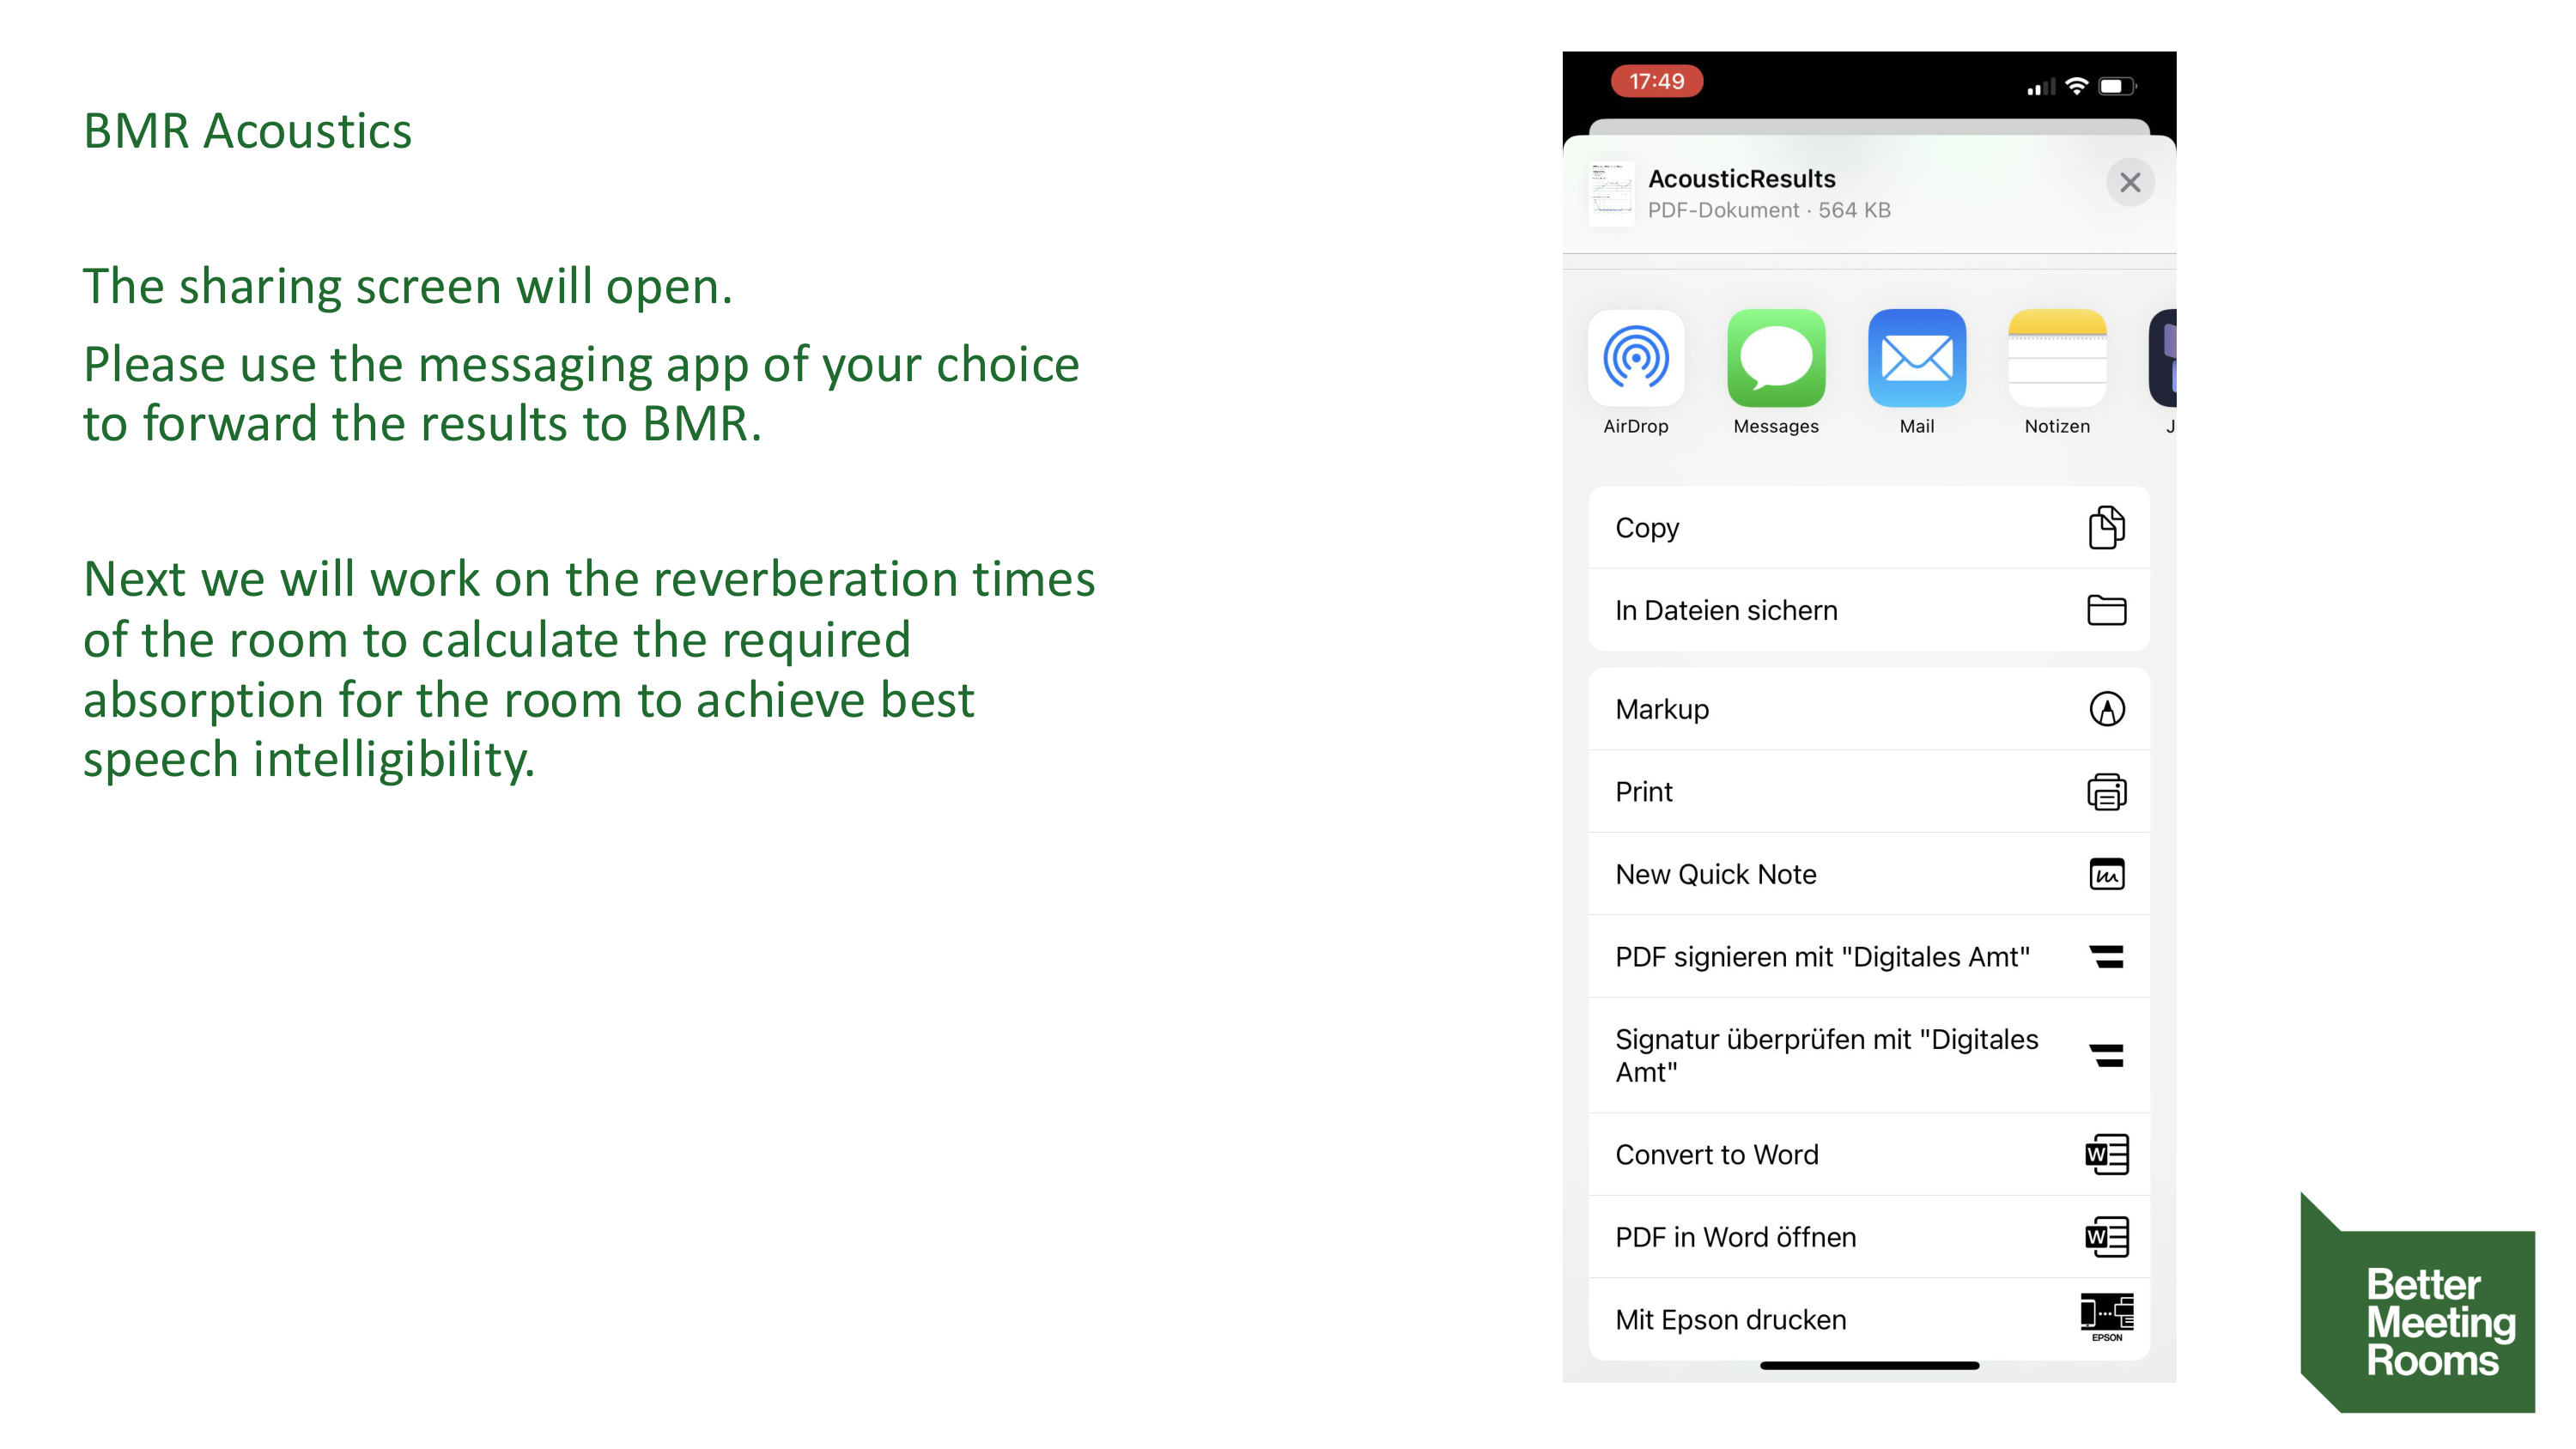 BMR Acoustics
The sharing screen will open.
Please use the messaging app of your choice
to forward the results to BMR.
Next we will work on the reverberation times
of the room to calculate the required
absorption for the room to achieve best
speech intelligibility.
17:49
AcousticResults
PDF-Dokument · 564 KB
AirDrop
Messages
Mail
Notizen
J
Copy
In Dateien sichern
Markup
Print
New Quick Note
PDF signieren mit "Digitales Amt"
Signatur überprüfen mit "Digitales
Amt"
Convert to Word
W
PDF in Word öffnen
W
Mit Epson drucken
EPSON
Better
Meeting
Rooms